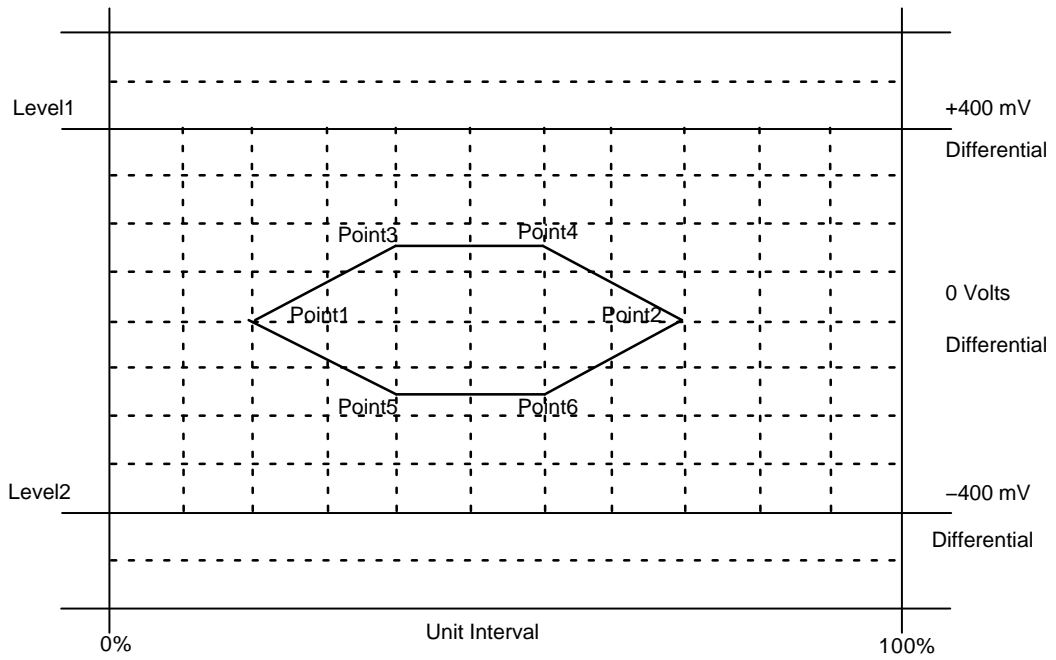 Level1
+400 mV
Differential
Point3
Point4
0 Volts
Point1
Point2
Differential
Point5
Point6
Level2
−400 mV
Differential
Unit Interval
0%
100%